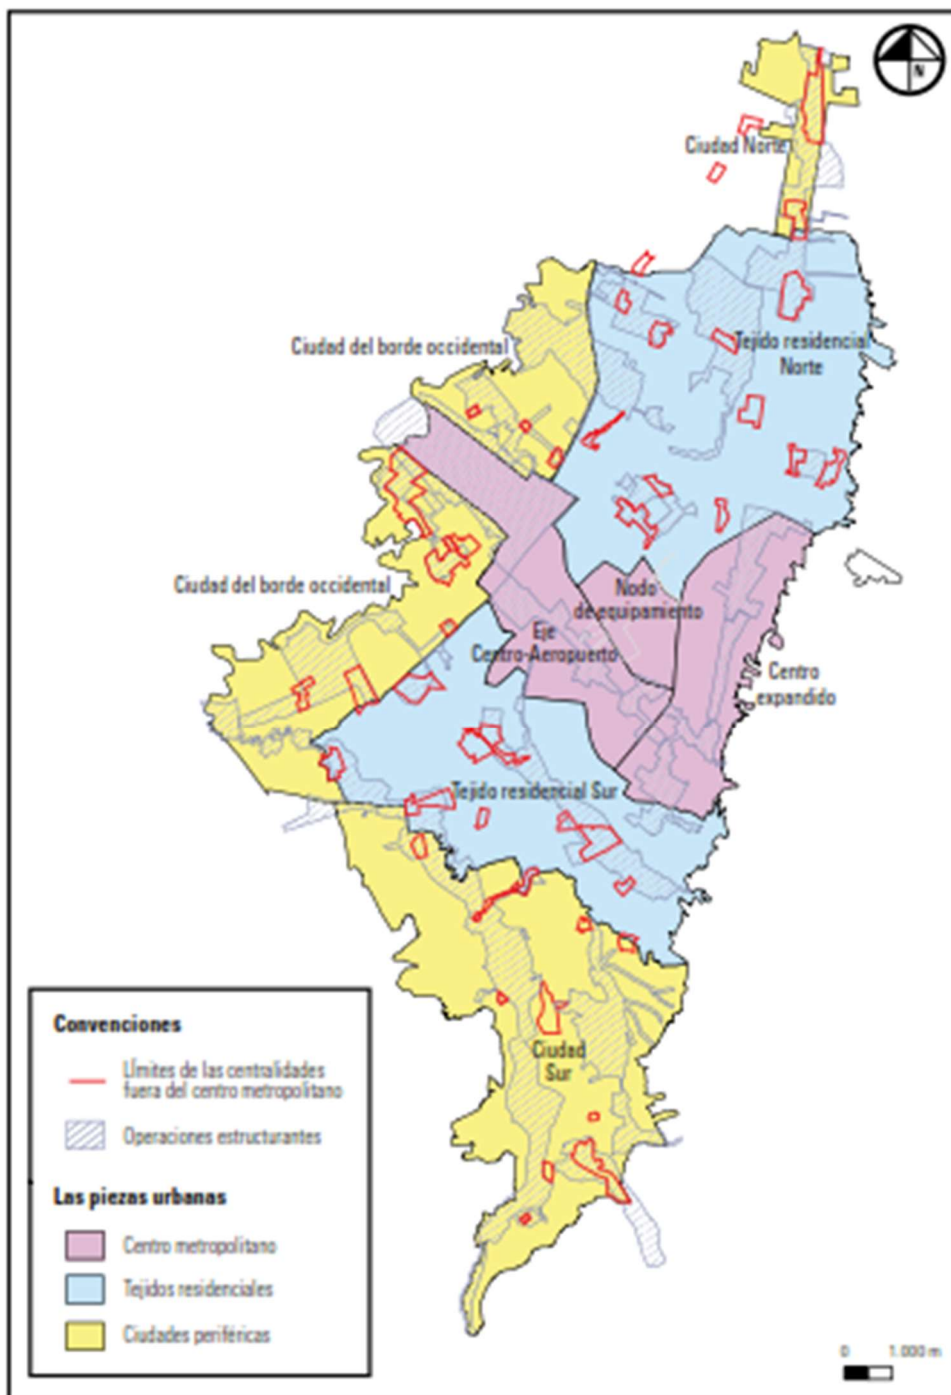 N
Ciudad Norte
Tejido residencial
Norte
Ciudad del borde occidental
Ciudad del borde occidental
Nodo
de equipamiento
Eje
Centro-Aeropuerto
Centro
expandido
Tejido residencial Sur
Ciudad
Sur
Convenciones
Límites de las centralidades
fuera del centro metropolitano
Operaciones estructurantes
Las piezas urbanas
Centro metropolitano
Tejidos residenciales
Ciudades periféricas
0 1.000 m